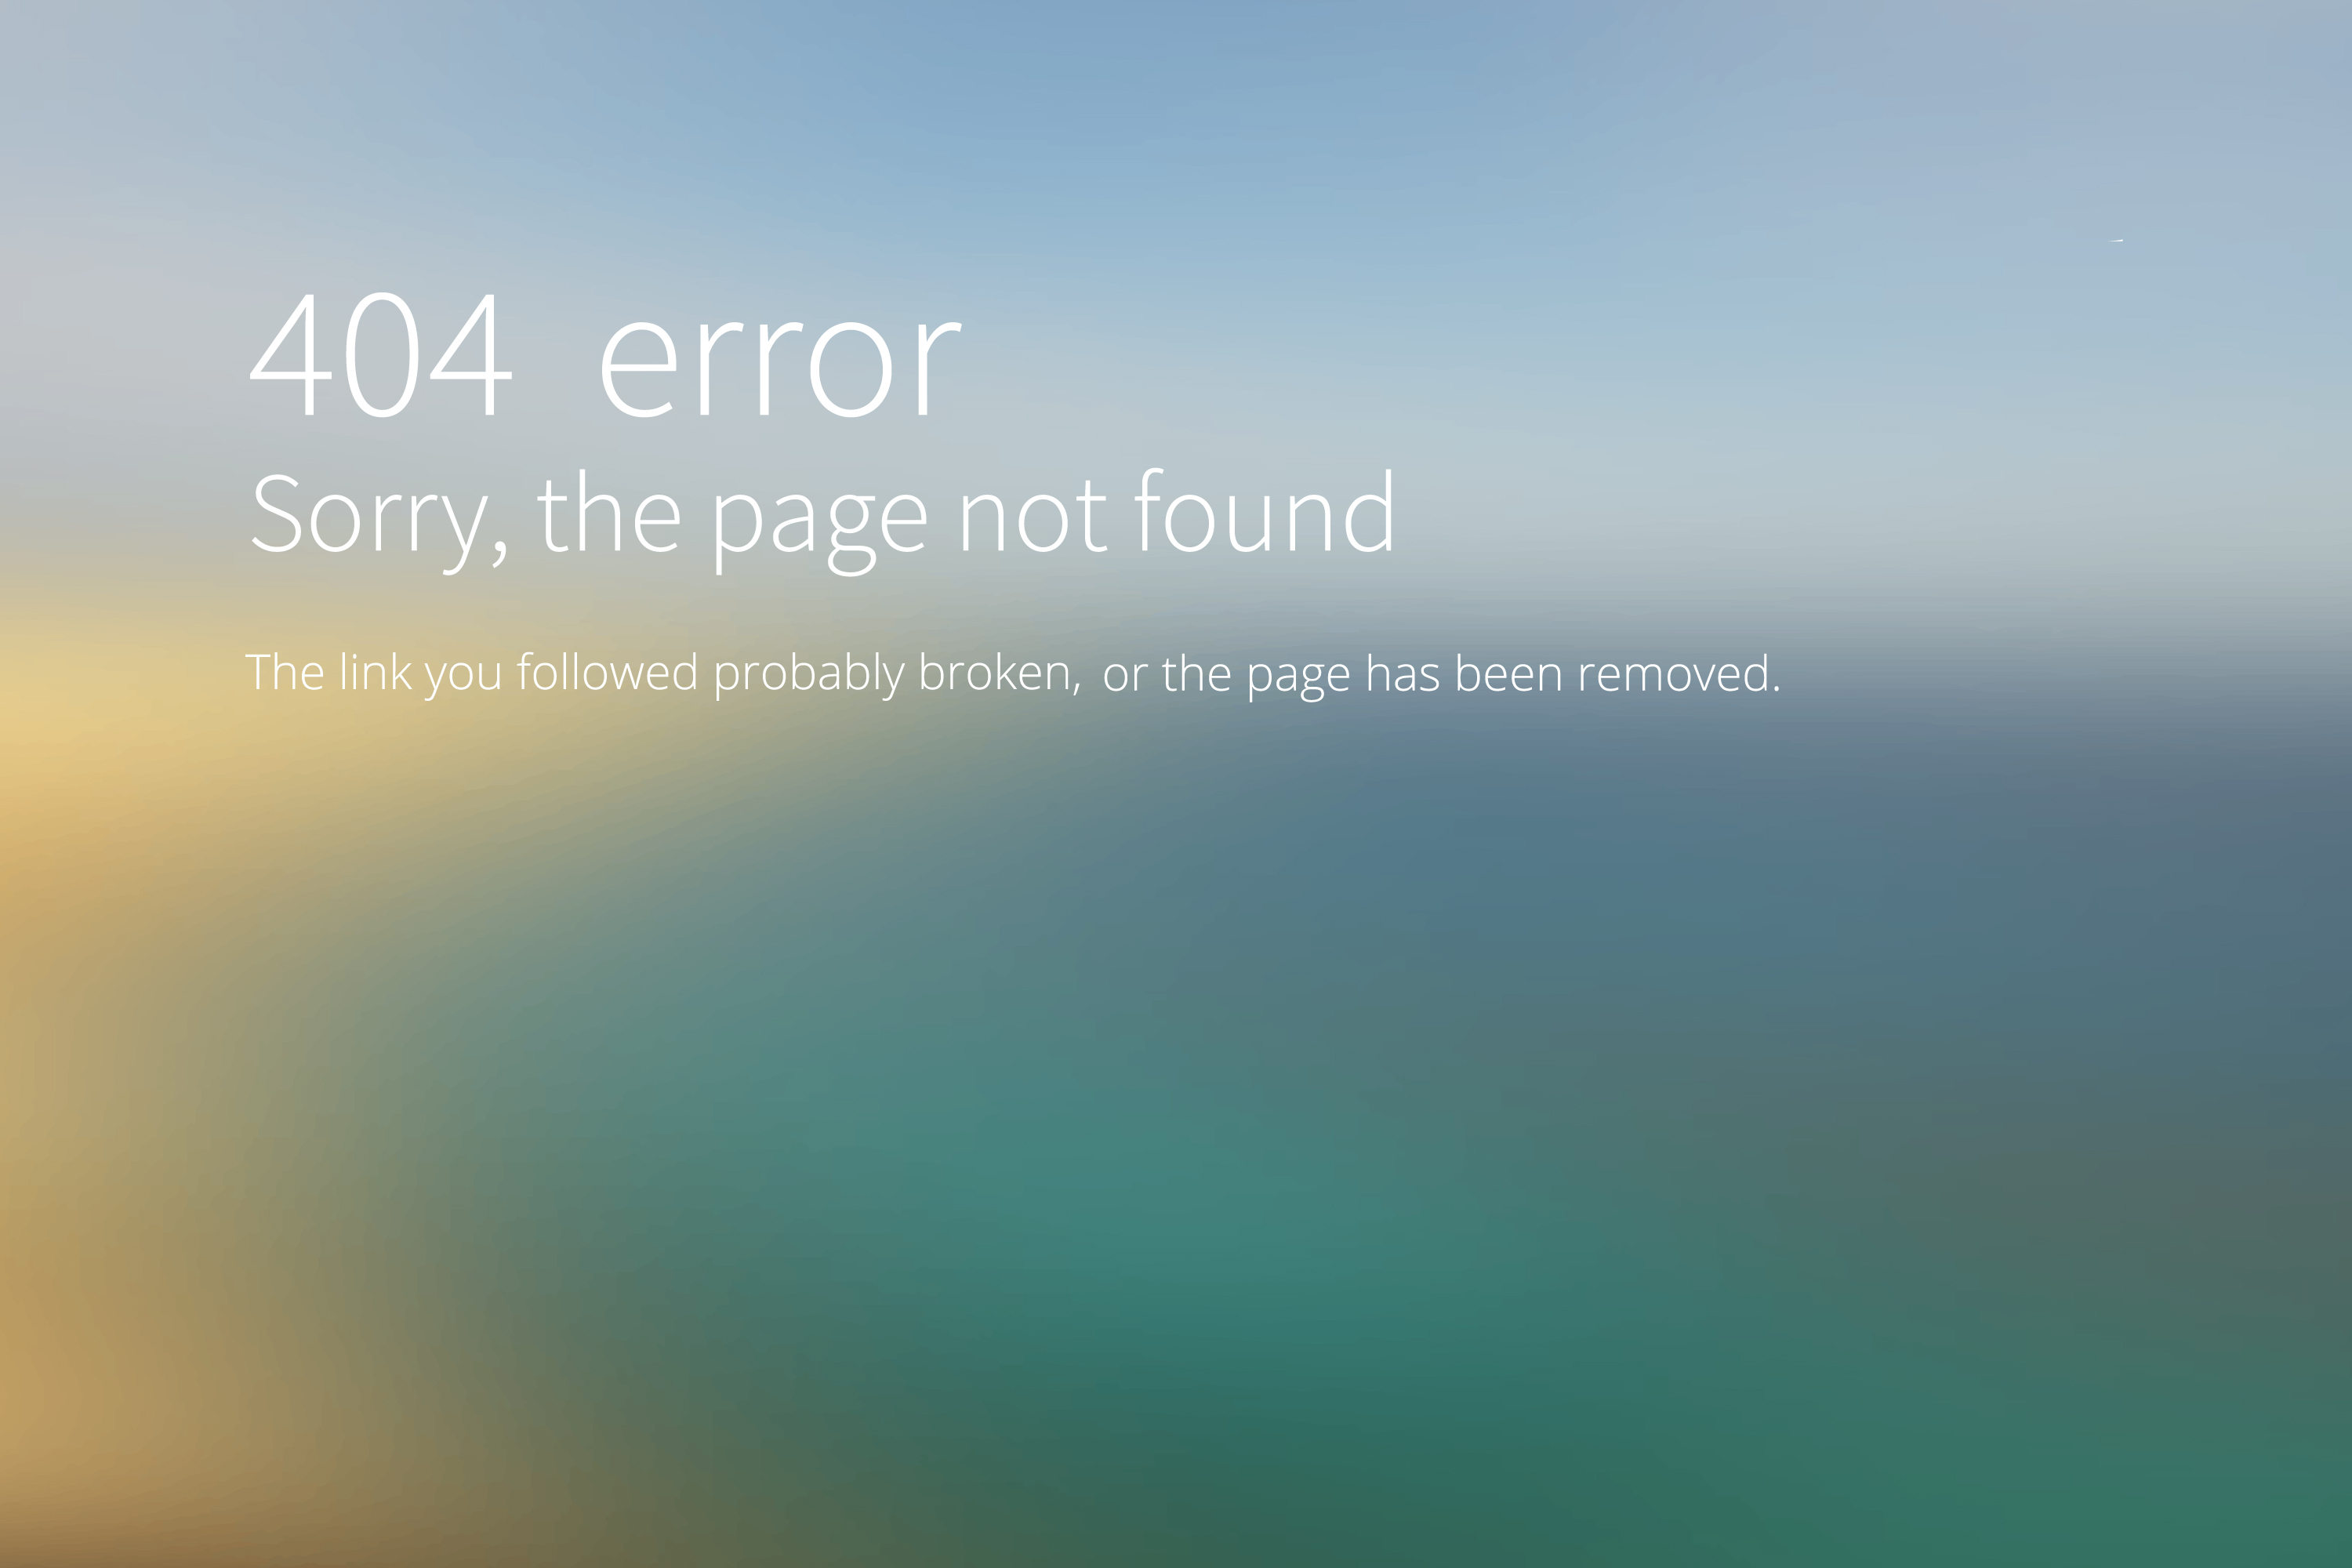 404 error
Sorry, the page not found
The link you followed probably broken, or the page has been removed.